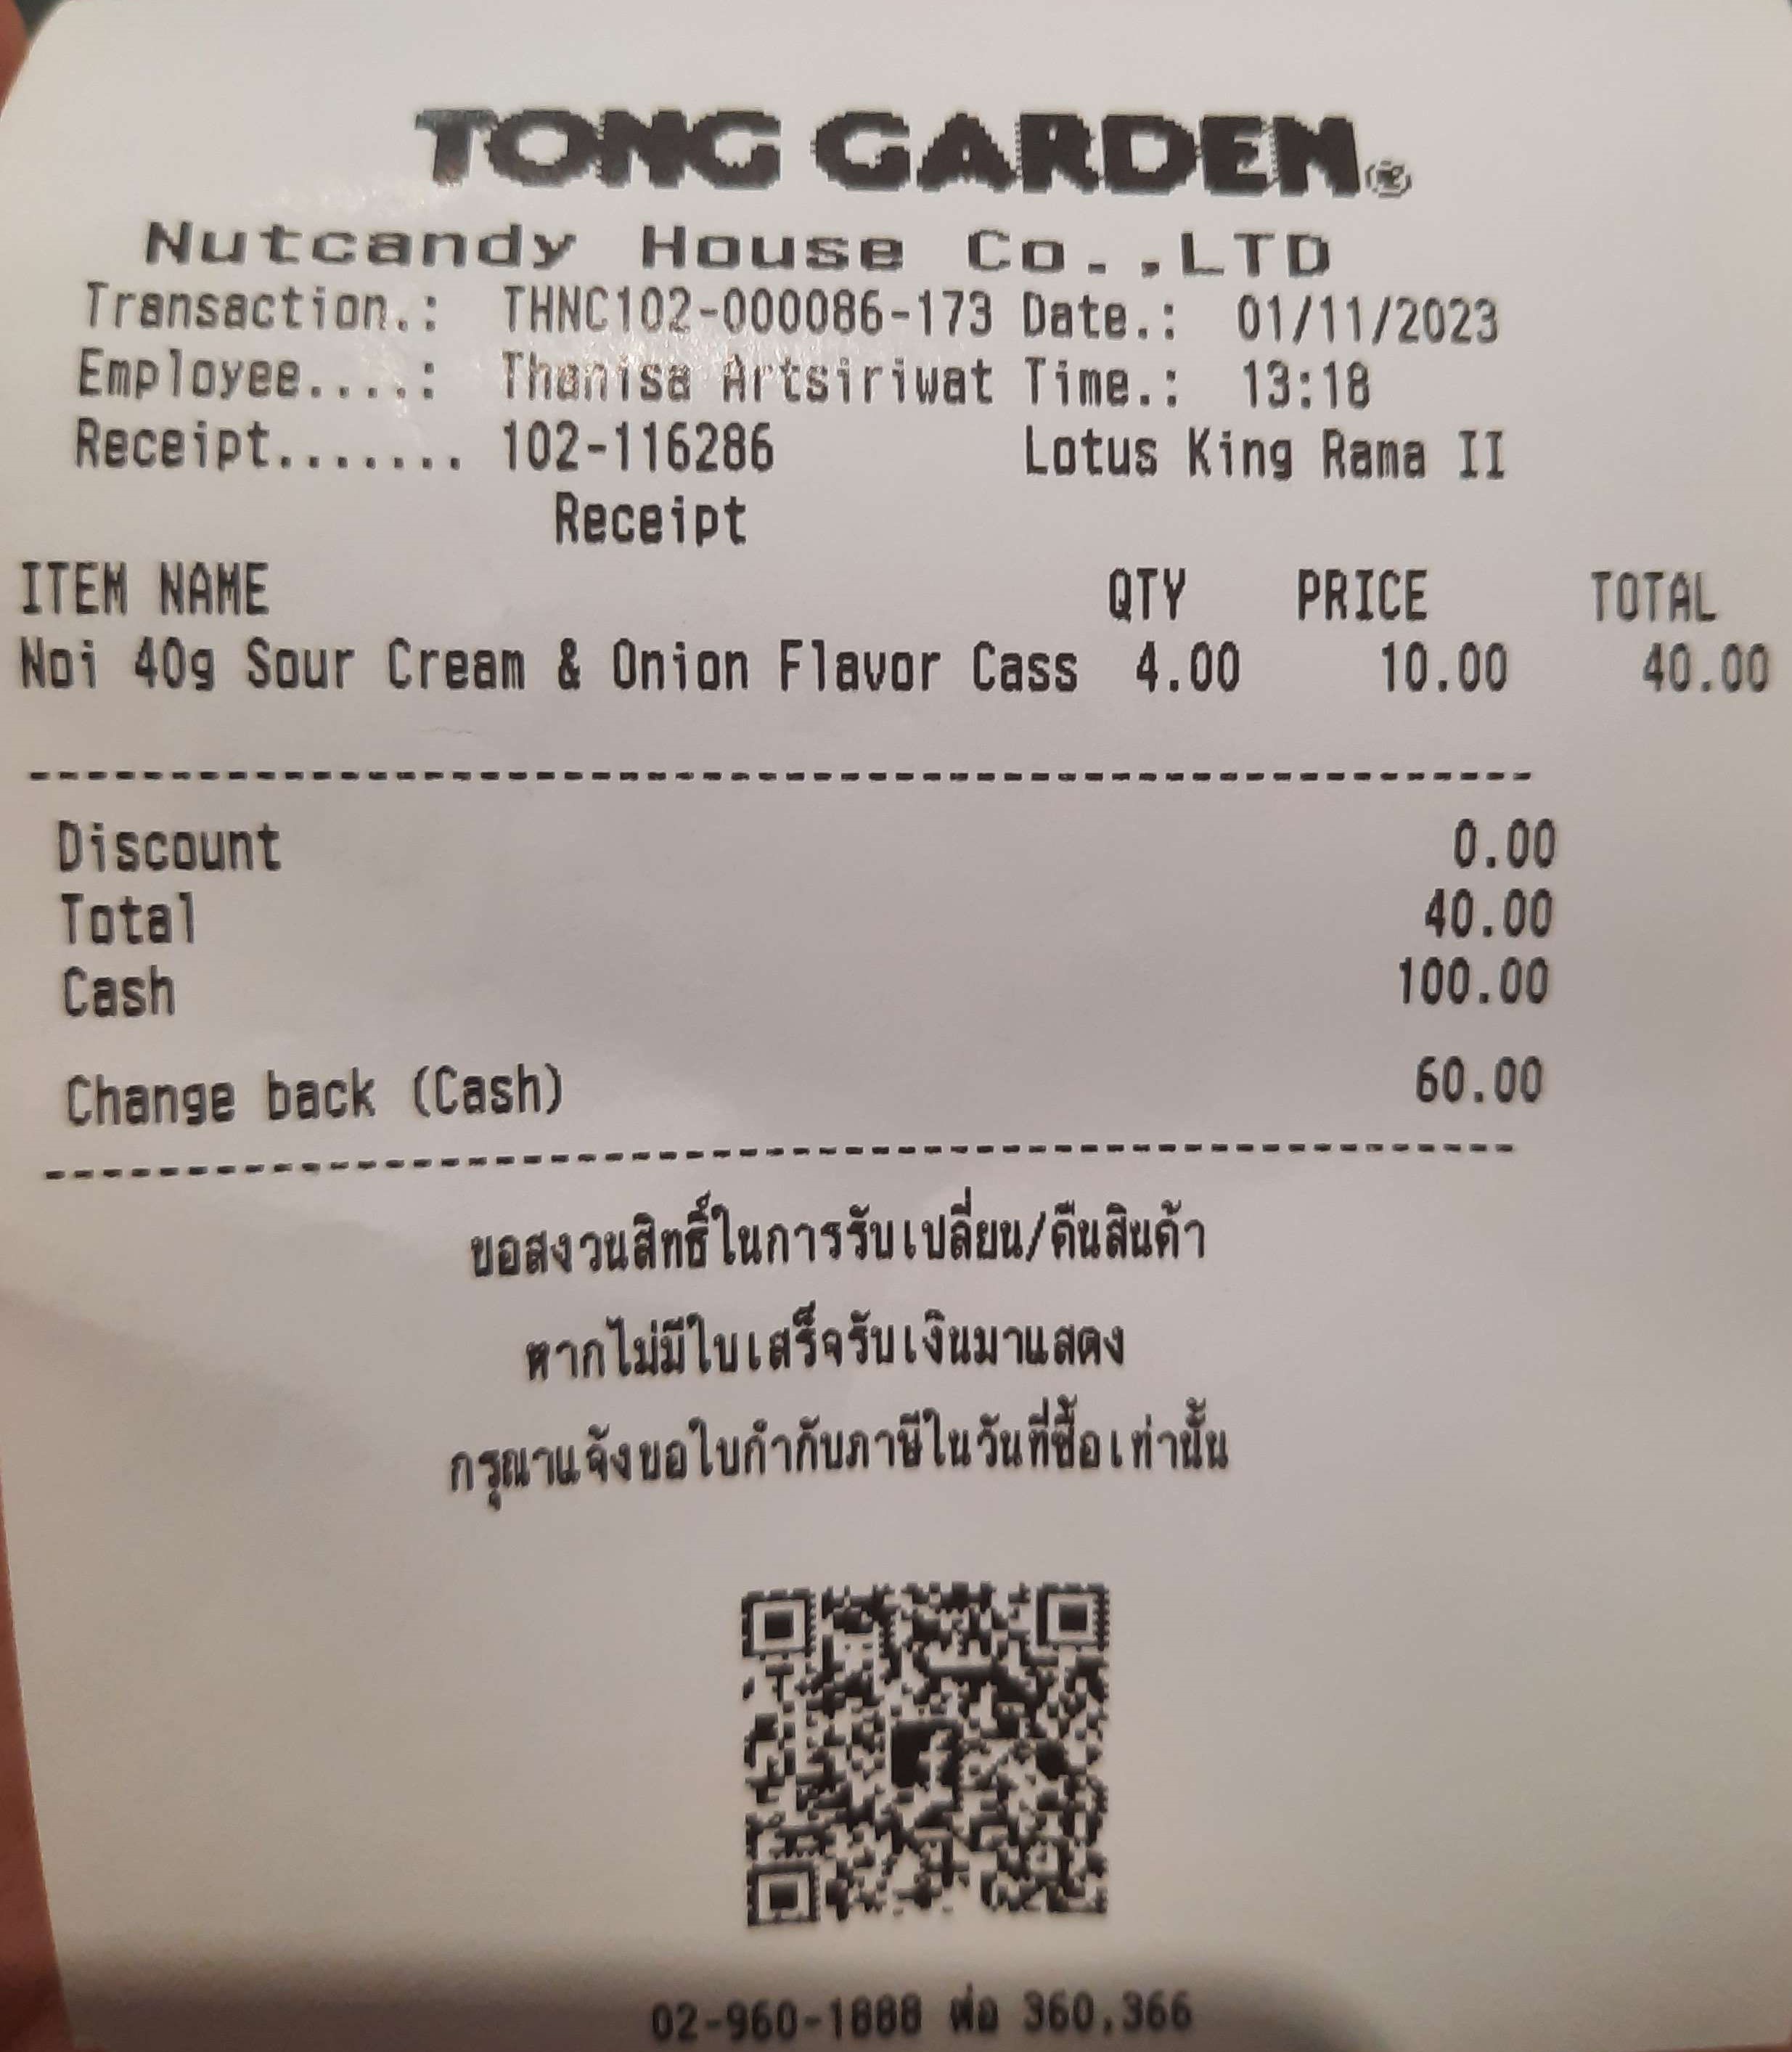 TONG GARDEN®
Nutcandy House Co.,LTD
Transaction.: THNC102-000086-173 Date.: 01/11/2023
Employee....: Thanisa Artsiriwat Time.: 13:18
Receipt....... 102-116286 Lotus King Rama II
Receipt
ITEM NAME QTY PRICE TOTAL
Noi 40g Sour Cream & Onion Flavor Cass 4.00 10.00 40.00
Discount 0.00
Total 40.00
Cash 100.00
Change back (Cash) 60.00
ขอสงวนสิทธิ์ในการรับเปลี่ยน/คืนสินค้า
หากไม่มีใบเสร็จรับเงินมาแสดง
กรุณาแจ้งขอใบกำกับภาษีในวันที่ซื้อเท่านั้น
02-960-1888 ต่อ 360,366